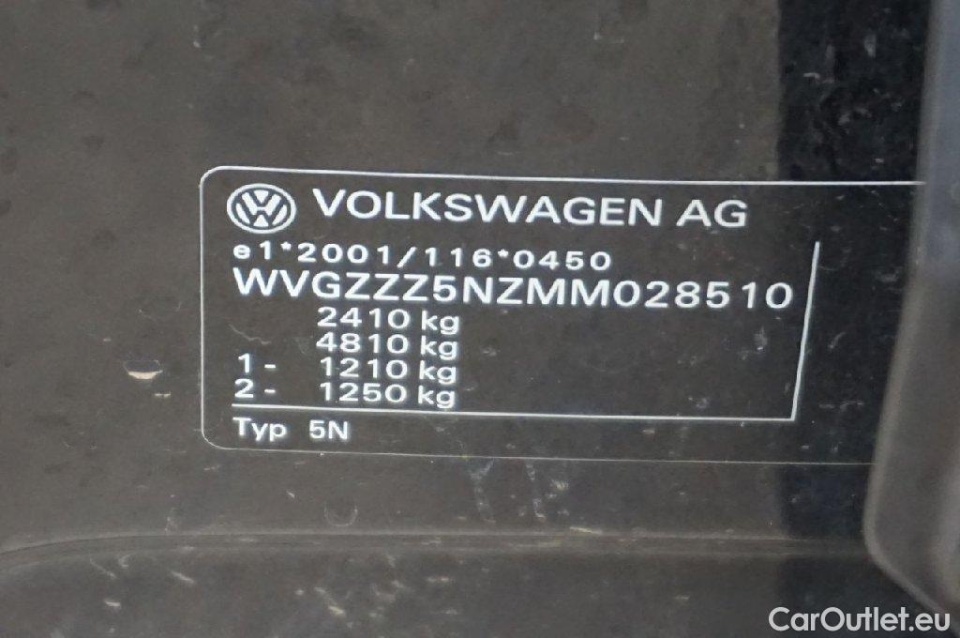 VOLKSWAGEN AG
e1*2001/116*0450
WVGZZZ5NZMM028510
2410 kg
4810 kg
1- 1210 kg
2- 1250 kg
Typ 5N
CarOutlet.eu